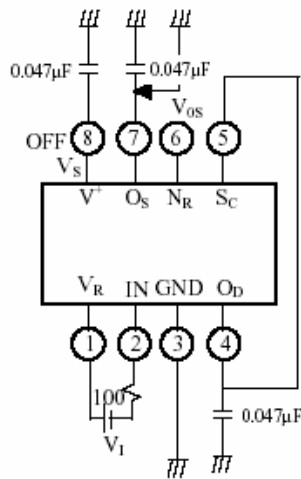 0.047μF
0.047μF
V0S
OFF 8 7 6 5
VS
V+ OS NR SC
VR IN GND OD
1 2 3 4
100
VI
0.047μF